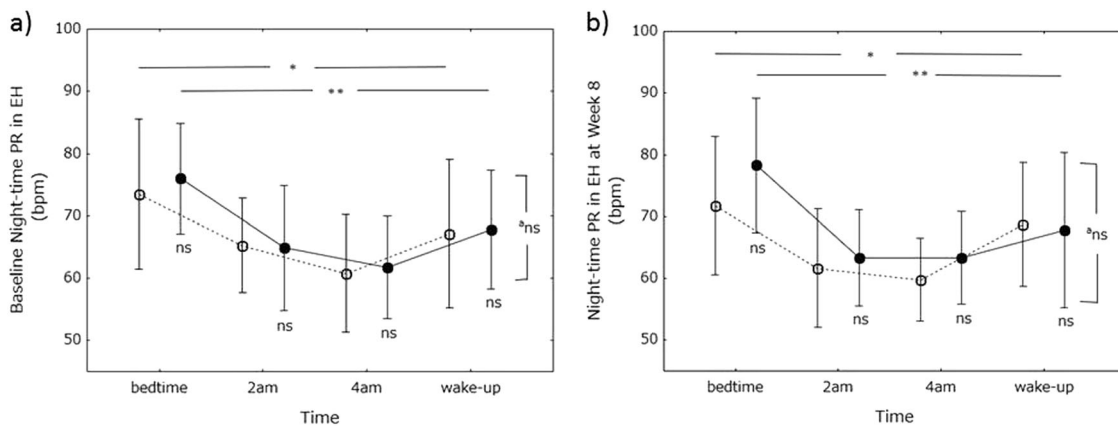 a)
Baseline Night-time PR in EH
(bpm)
100
90
80
70
60
50
*
**
ns
ns
ns
ns
ᵃns
bedtime 2am 4am wake-up
Time
b)
Night-time PR in EH at Week 8
(bpm)
100
90
80
70
60
50
*
**
ns
ns
ns
ns
ᵃns
bedtime 2am 4am wake-up
Time